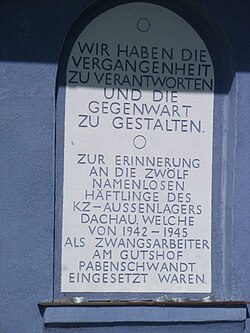 WIR HABEN DIE
VERGANGENHEIT
ZU VERANTWORTEN
UND DIE
GEGENWART
ZU GESTALTEN.
ZUR ERINNERUNG
AN DIE ZWÖLF
NAMENLOSEN
HÄFTLINGE DES
KZ-AUSSENLAGERS
DACHAU, WELCHE
VON 1942-1945
ALS ZWANGSARBEITER
AM GUTSHOF
PABENSCHWANDT
EINGESETZT WAREN.